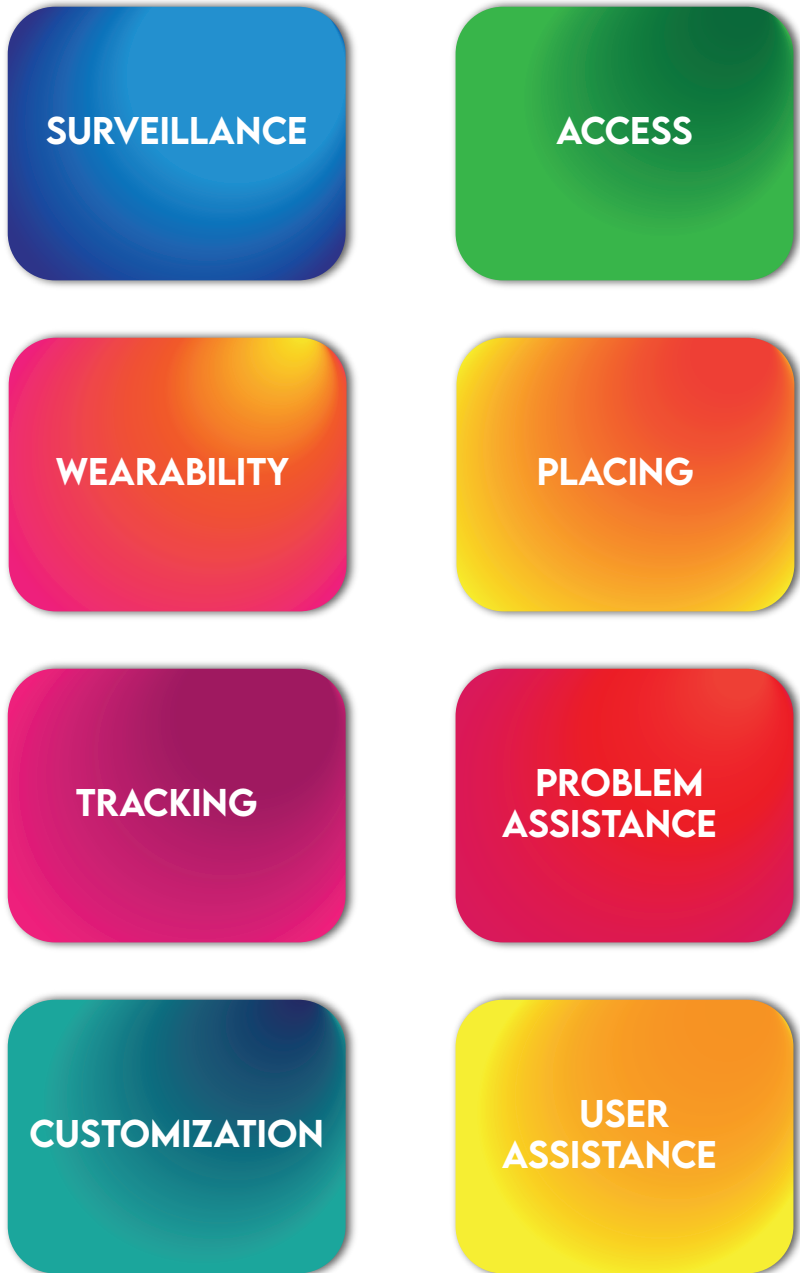 SURVEILLANCE
ACCESS
WEARABILITY
PLACING
TRACKING
PROBLEM
ASSISTANCE
CUSTOMIZATION
USER
ASSISTANCE